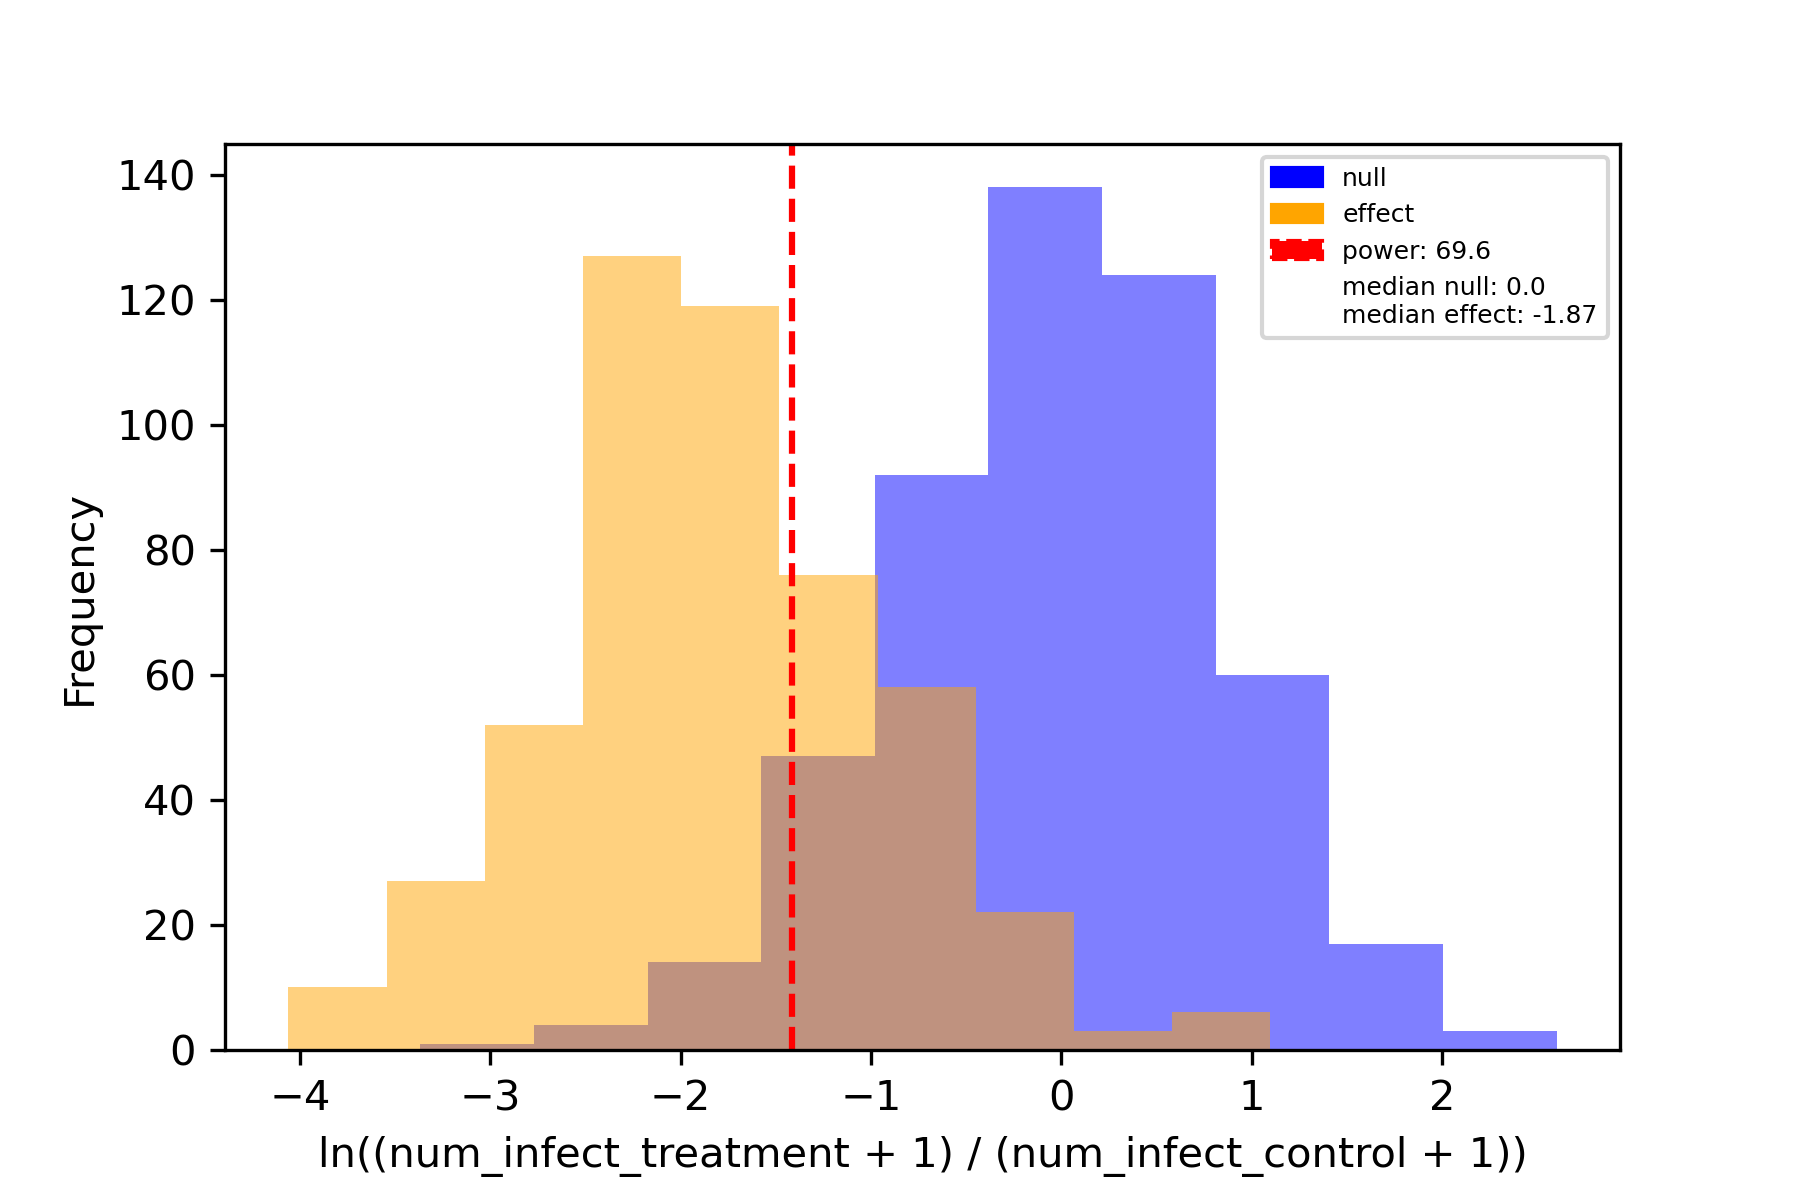 null
effect
power: 69.6
median null: 0.0
median effect: -1.87
140
120
100
80
60
40
20
0
Frequency
−4 −3 −2 −1 0 1 2
ln((num_infect_treatment + 1) / (num_infect_control + 1))